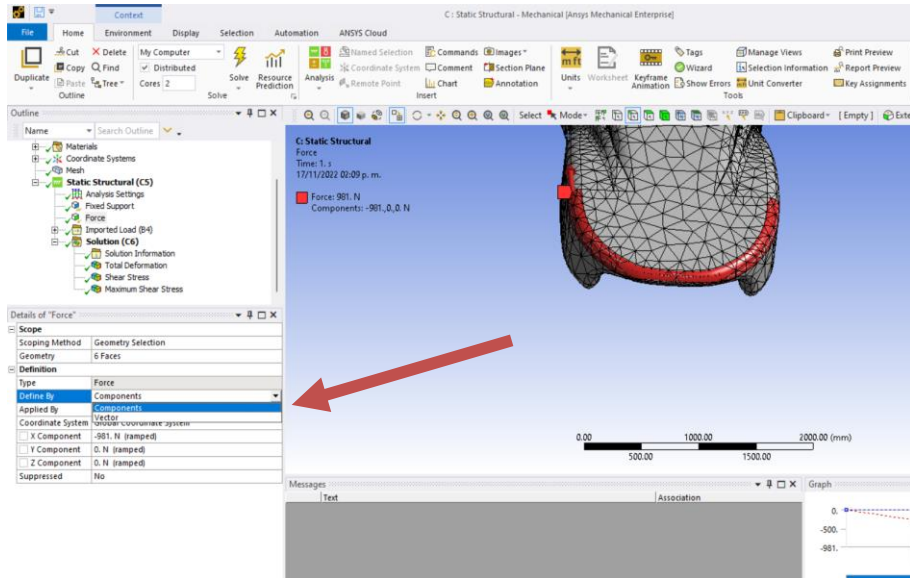 Context
C : Static Structural - Mechanical [Ansys Mechanical Enterprise]
File Home Environment Display Selection Automation ANSYS Cloud
Duplicate
Cut
Copy
Paste
Delete
Find
Tree
Outline
My Computer
Distributed
Cores 2
Solve
Resource Prediction
Solve
Analysis
Named Selection
Coordinate System
Remote Point
Commands
Comment
Chart
Images
Section Plane
Annotation
Insert
Units
Worksheet
Keyframe Animation
Tags
Wizard
Show Errors
Manage Views
Selection Information
Unit Converter
Print Preview
Report Preview
Key Assignments
Tools
Outline
Name Search Outline
Select Mode Clipboard [Empty]
Materials
Coordinate Systems
Mesh
Static Structural (C5)
Analysis Settings
Fixed Support
Force
Imported Load (B4)
Solution (C6)
Solution Information
Total Deformation
Shear Stress
Maximum Shear Stress
C: Static Structural
Force
Time: 1. s
17/11/2022 02:09 p. m.
Force: 981. N
Components: -981.,0.,0. N
Details of "Force"
Scope
Scoping Method Geometry Selection
Geometry 6 Faces
Definition
Type Force
Define By Components
Applied By Components
Vector
Coordinate System Global Coordinate System
X Component -981. N (ramped)
Y Component 0. N (ramped)
Z Component 0. N (ramped)
Suppressed No
0.00 1000.00 2000.00 (mm)
500.00 1500.00
Messages
Text Association
Graph
0.
-500.
-981.